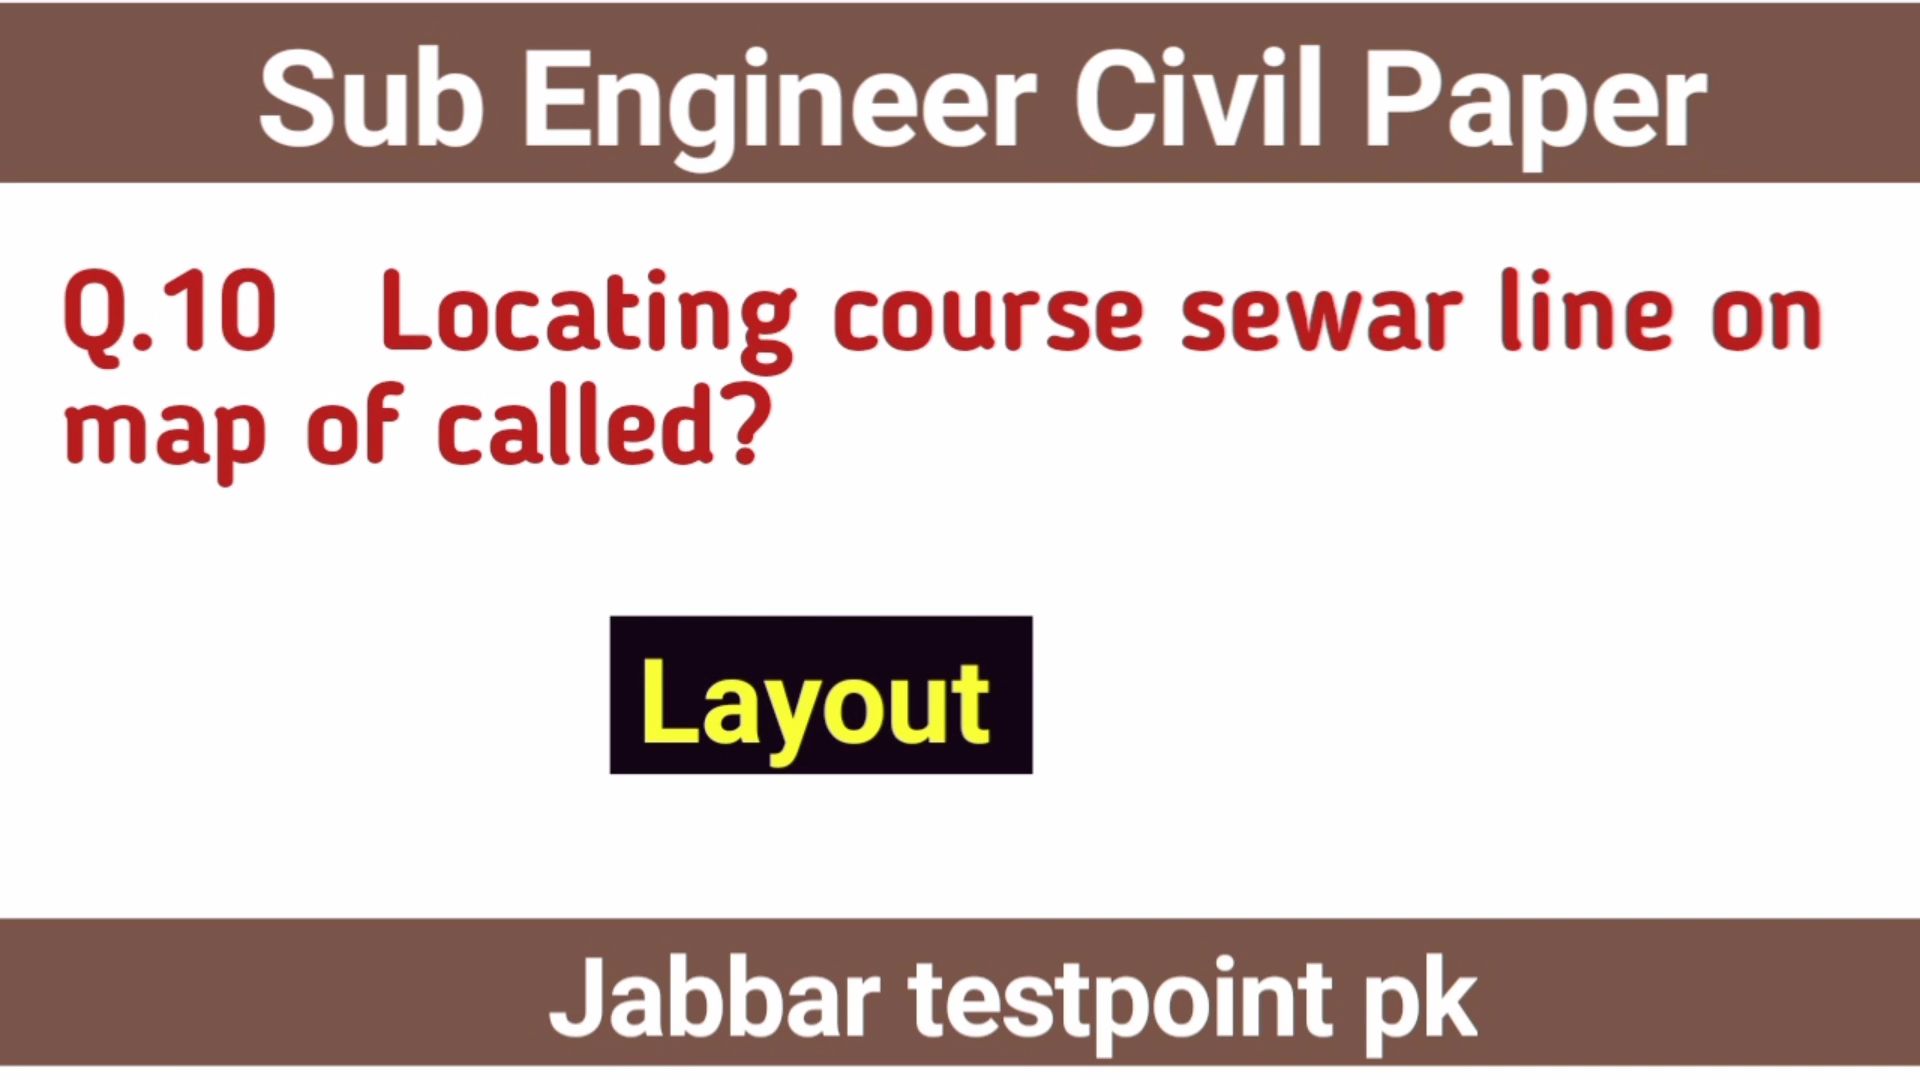 Sub Engineer Civil Paper
Q.10 Locating course sewar line on
map of called?
Layout
Jabbar testpoint pk